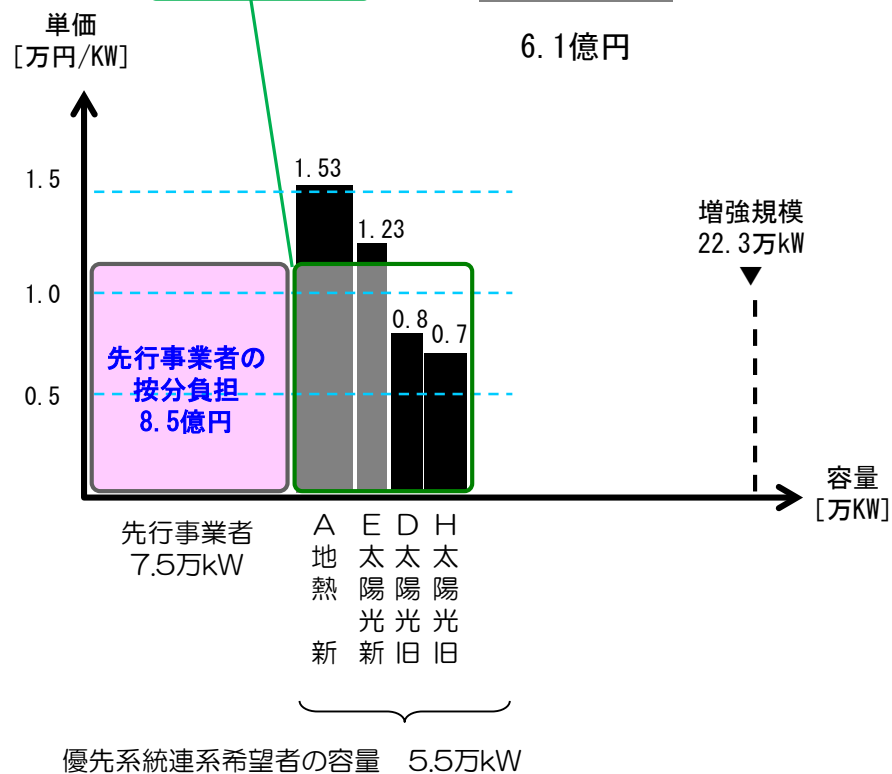 6.1億円
単価
[万円/KW]
1.5
1.0
0.5
1.53
1.23
0.8
0.7
増強規模
22.3万kW
先行事業者の
按分負担
8.5億円
容量
[万KW]
先行事業者
7.5万kW
A地熱 新
E太陽光新
D太陽光旧
H太陽光旧
優先系統連系希望者の容量 5.5万kW